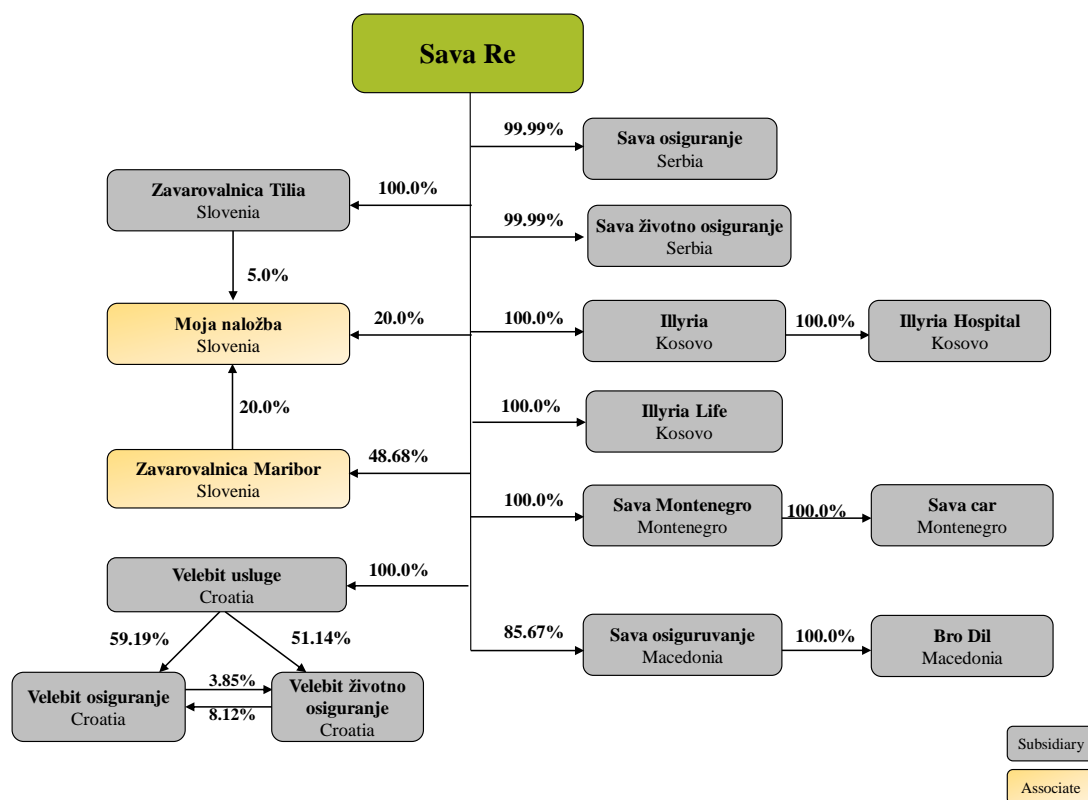 Sava Re
99.99%
Sava osiguranje
Serbia
Zavarovalnica Tilia
Slovenia
100.0%
99.99%
Sava životno osiguranje
Serbia
5.0%
Moja naložba
Slovenia
20.0%
100.0%
Illyria
Kosovo
100.0%
Illyria Hospital
Kosovo
20.0%
100.0%
Illyria Life
Kosovo
Zavarovalnica Maribor
Slovenia
48.68%
100.0%
Sava Montenegro
Montenegro
100.0%
Sava car
Montenegro
Velebit usluge
Croatia
100.0%
59.19%
51.14%
85.67%
Sava osiguruvanje
Macedonia
100.0%
Bro Dil
Macedonia
Velebit osiguranje
Croatia
3.85%
8.12%
Velebit životno
osiguranje
Croatia
Subsidiary
Associate